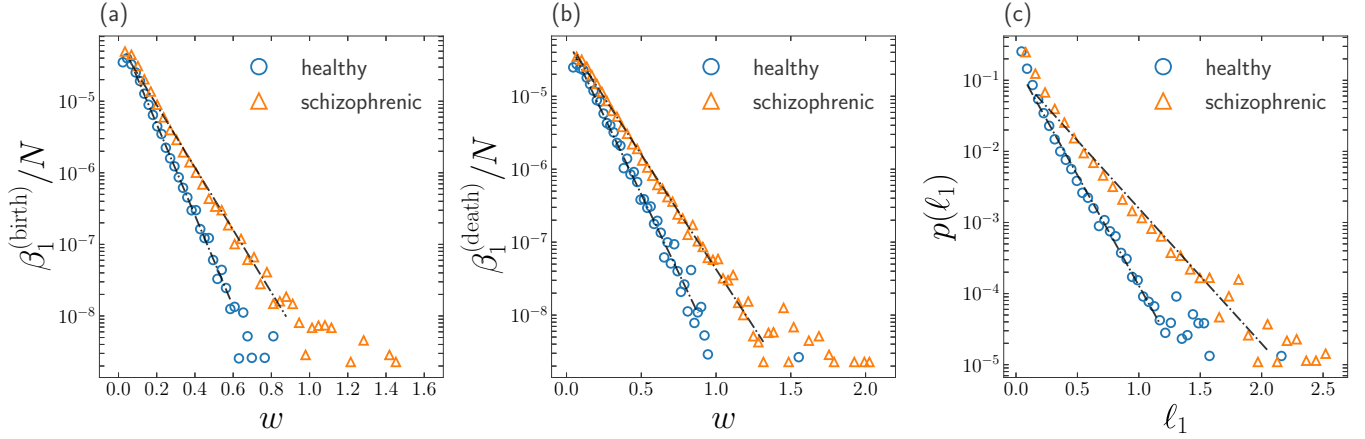 (a)
healthy
schizophrenic
β₁^(birth)/N
10⁻⁵
10⁻⁶
10⁻⁷
10⁻⁸
0.0 0.2 0.4 0.6 0.8 1.0 1.2 1.4 1.6
w
(b)
healthy
schizophrenic
β₁^(death)/N
10⁻⁵
10⁻⁶
10⁻⁷
10⁻⁸
0.0 0.5 1.0 1.5 2.0
w
(c)
healthy
schizophrenic
p(ℓ₁)
10⁻¹
10⁻²
10⁻³
10⁻⁴
10⁻⁵
0.0 0.5 1.0 1.5 2.0 2.5
ℓ₁